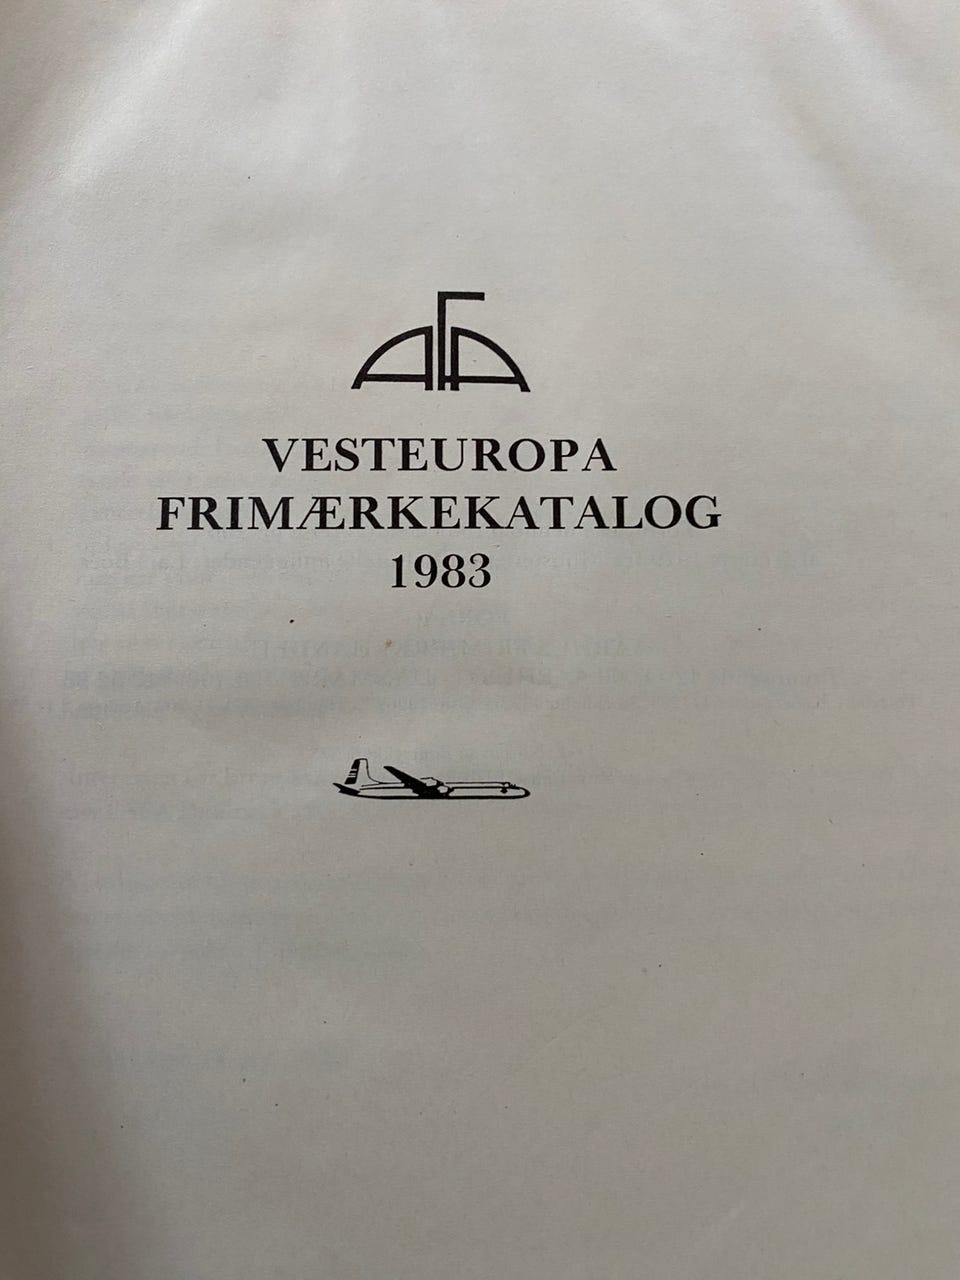 AFA
VESTEUROPA
FRIMÆRKEKATALOG
1983